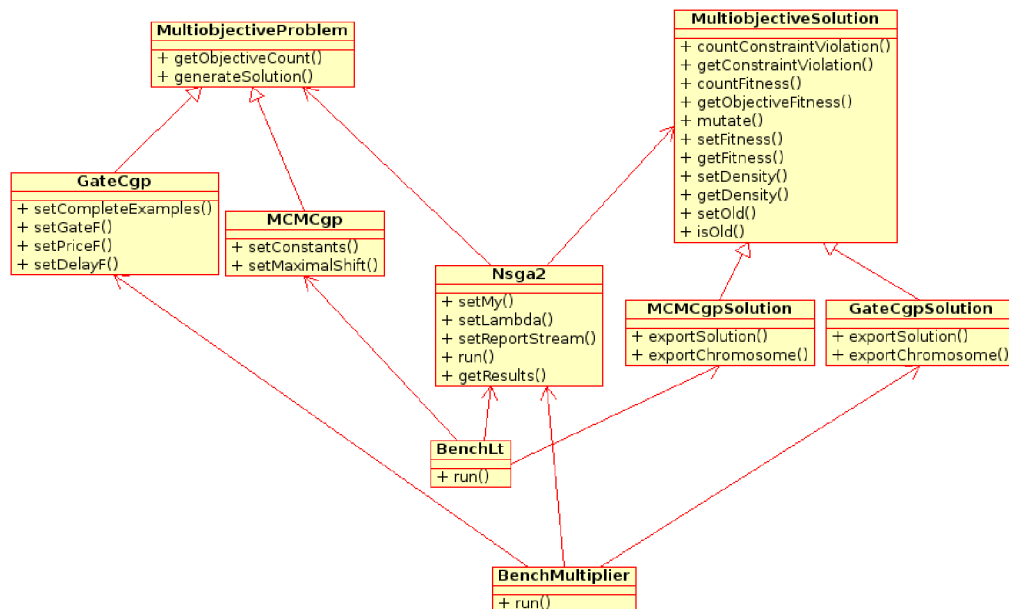 MultiobjectiveProblem
+ getObjectiveCount()
+ generateSolution()
MultiobjectiveSolution
+ countConstraintViolation()
+ getConstraintViolation()
+ countFitness()
+ getObjectiveFitness()
+ mutate()
+ setFitness()
+ getFitness()
+ setDensity()
+ getDensity()
+ setOld()
+ isOld()
GateCgp
+ setCompleteExamples()
+ setGateF()
+ setPriceF()
+ setDelayF()
MCMCgp
+ setConstants()
+ setMaximalShift()
Nsga2
+ setMy()
+ setLambda()
+ setReportStream()
+ run()
+ getResults()
MCMCgpSolution
+ exportSolution()
+ exportChromosome()
GateCgpSolution
+ exportSolution()
+ exportChromosome()
BenchLt
+ run()
BenchMultiplier
+ run()